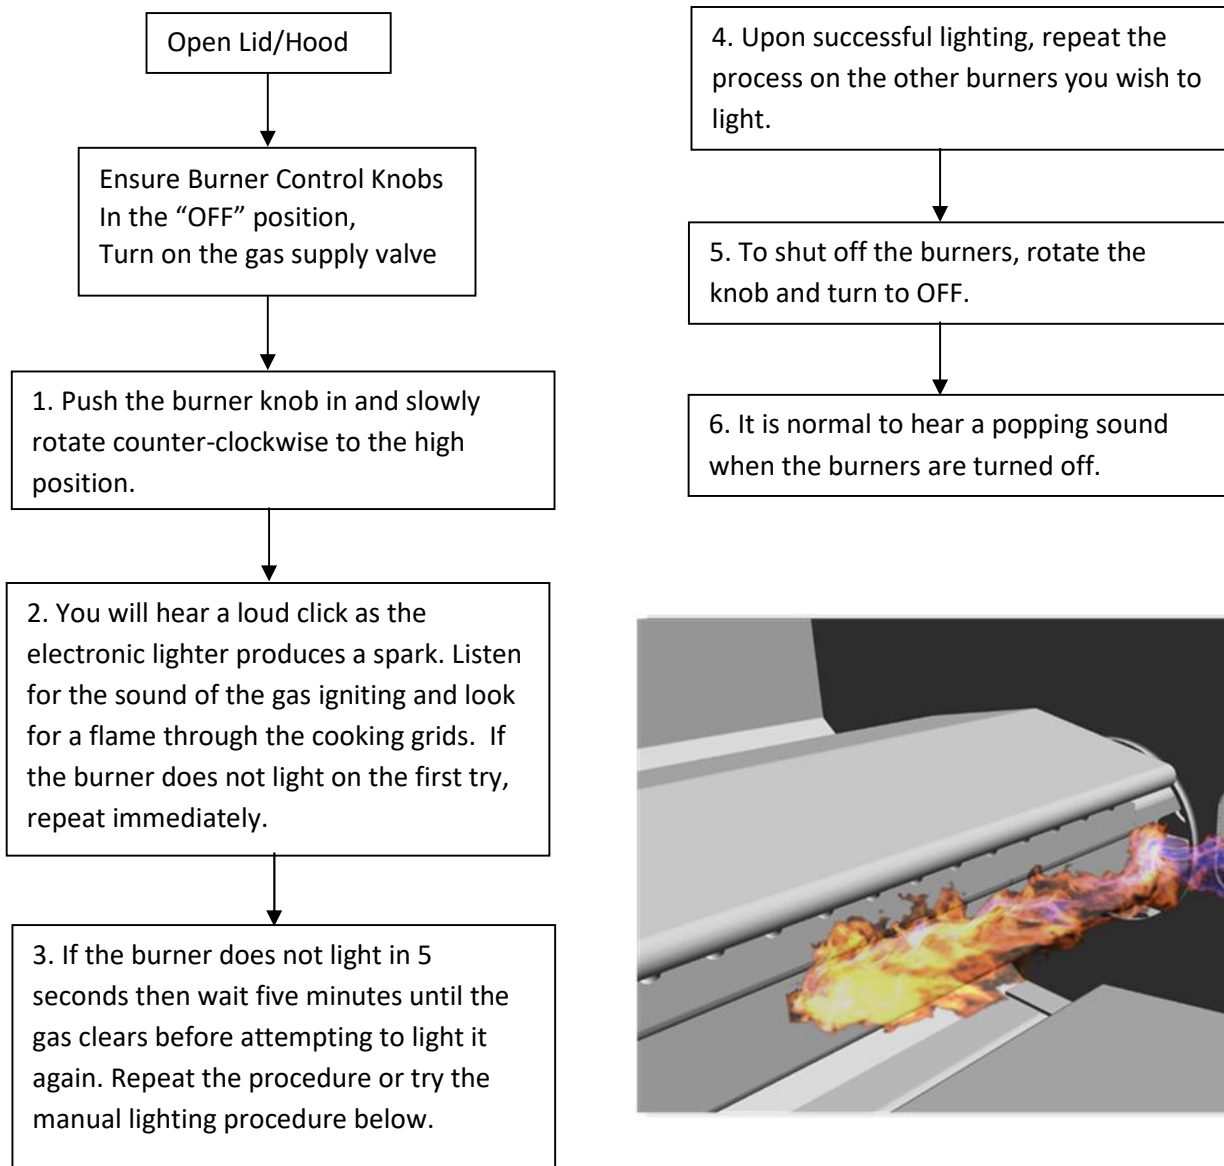 Open Lid/Hood
Ensure Burner Control Knobs
In the “OFF” position,
Turn on the gas supply valve
1. Push the burner knob in and slowly
rotate counter-clockwise to the high
position.
2. You will hear a loud click as the
electronic lighter produces a spark. Listen
for the sound of the gas igniting and look
for a flame through the cooking grids.  If
the burner does not light on the first try,
repeat immediately.
3. If the burner does not light in 5
seconds then wait five minutes until the
gas clears before attempting to light it
again. Repeat the procedure or try the
manual lighting procedure below.
4. Upon successful lighting, repeat the
process on the other burners you wish to
light.
5. To shut off the burners, rotate the
knob and turn to OFF.
6. It is normal to hear a popping sound
when the burners are turned off.